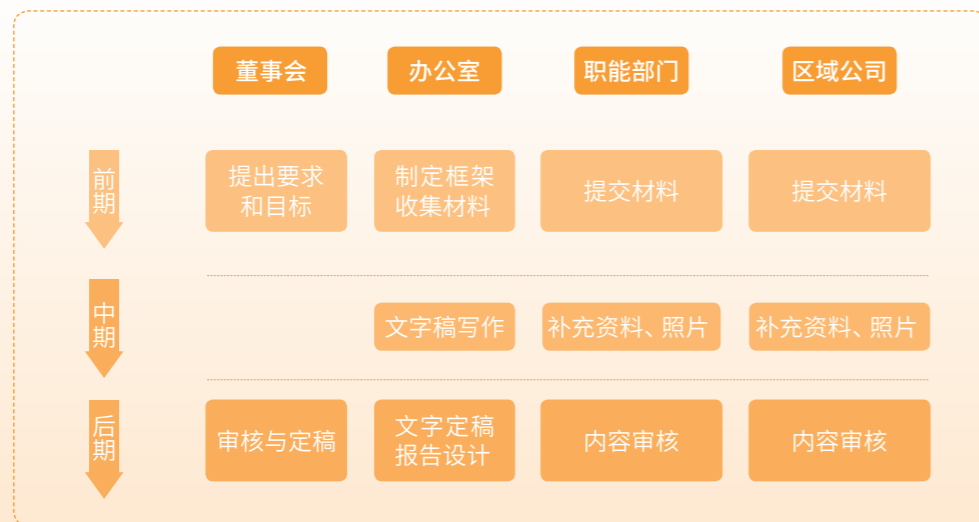 董事会 办公室 职能部门 区域公司
前期
提出要求
和目标
制定框架
收集材料
提交材料
提交材料
中期
文字稿写作
补充资料、照片
补充资料、照片
后期
审核与定稿
文字定稿
报告设计
内容审核
内容审核